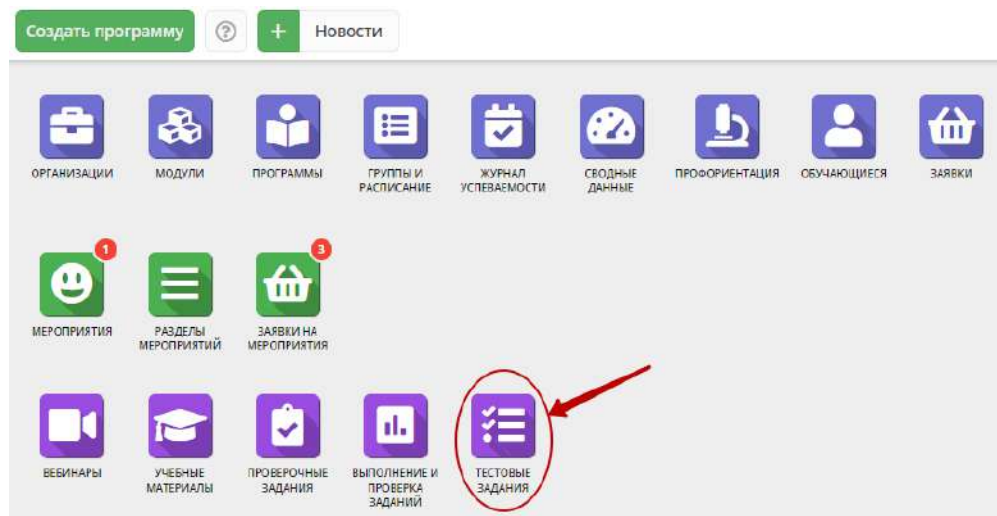 Создать программу
?
+ Новости
ОРГАНИЗАЦИИ
МОДУЛИ
ПРОГРАММЫ
ГРУППЫ И
РАСПИСАНИЕ
ЖУРНАЛ
УСПЕВАЕМОСТИ
СВОДНЫЕ
ДАННЫЕ
ПРОФОРИЕНТАЦИЯ
ОБУЧАЮЩИЕСЯ
ЗАЯВКИ
1
МЕРОПРИЯТИЯ
РАЗДЕЛЫ
МЕРОПРИЯТИЙ
3
ЗАЯВКИ НА
МЕРОПРИЯТИЯ
ВЕБИНАРЫ
УЧЕБНЫЕ
МАТЕРИАЛЫ
ПРОВЕРОЧНЫЕ
ЗАДАНИЯ
ВЫПОЛНЕНИЕ И
ПРОВЕРКА
ЗАДАНИЙ
ТЕСТОВЫЕ
ЗАДАНИЯ